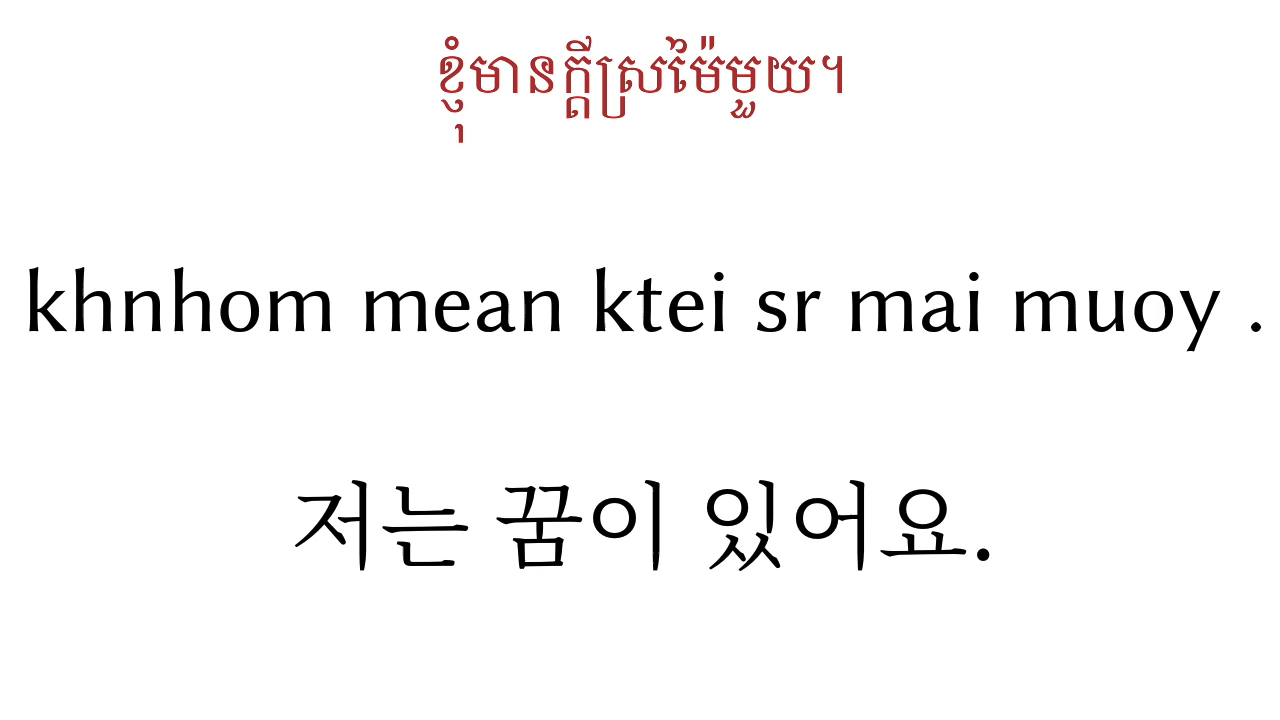 ខ្ញុំមានក្ដីស្រម៉ៃមួយ។
khnhom mean ktei sr mai muoy .
저는 꿈이 있어요.